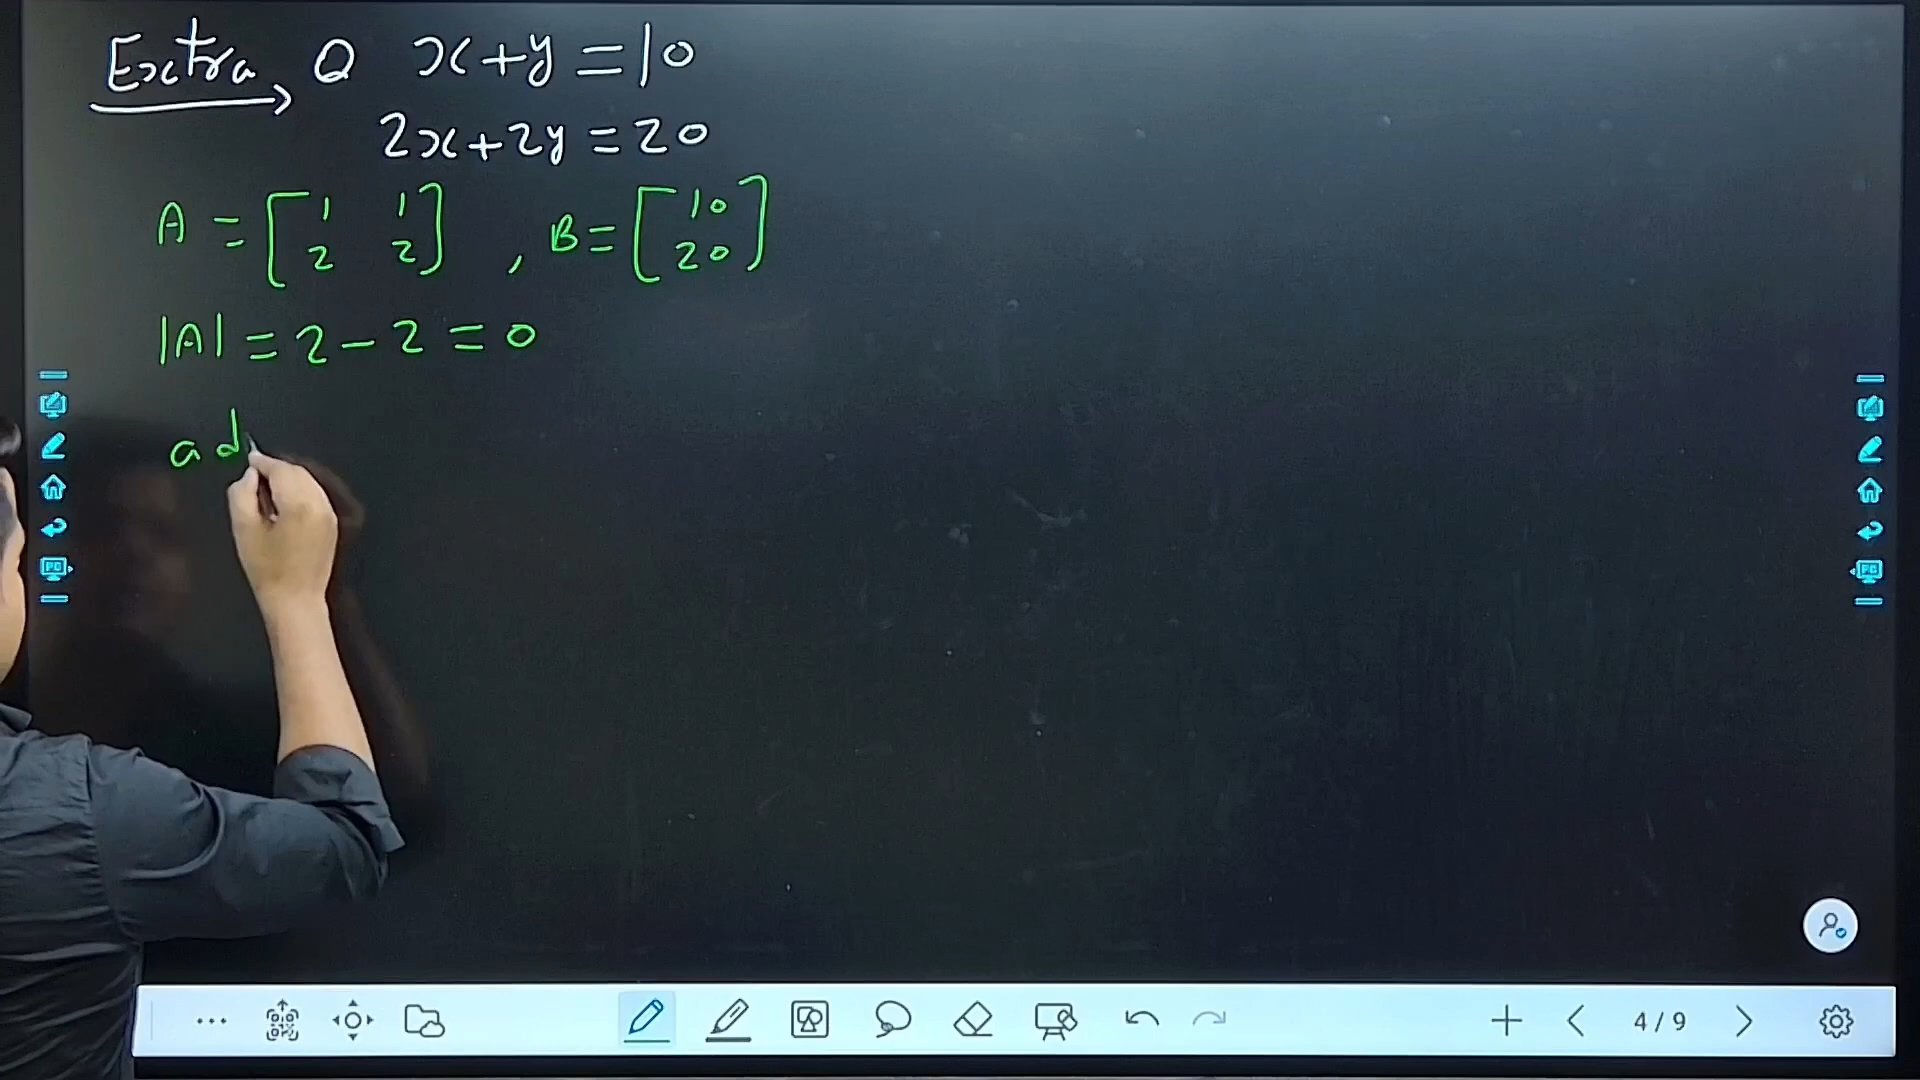 Extra Q x+y=10
2x+2y=20
A = [1 1 2 2], B = [10 20]
|A| = 2-2=0
ad
4/9